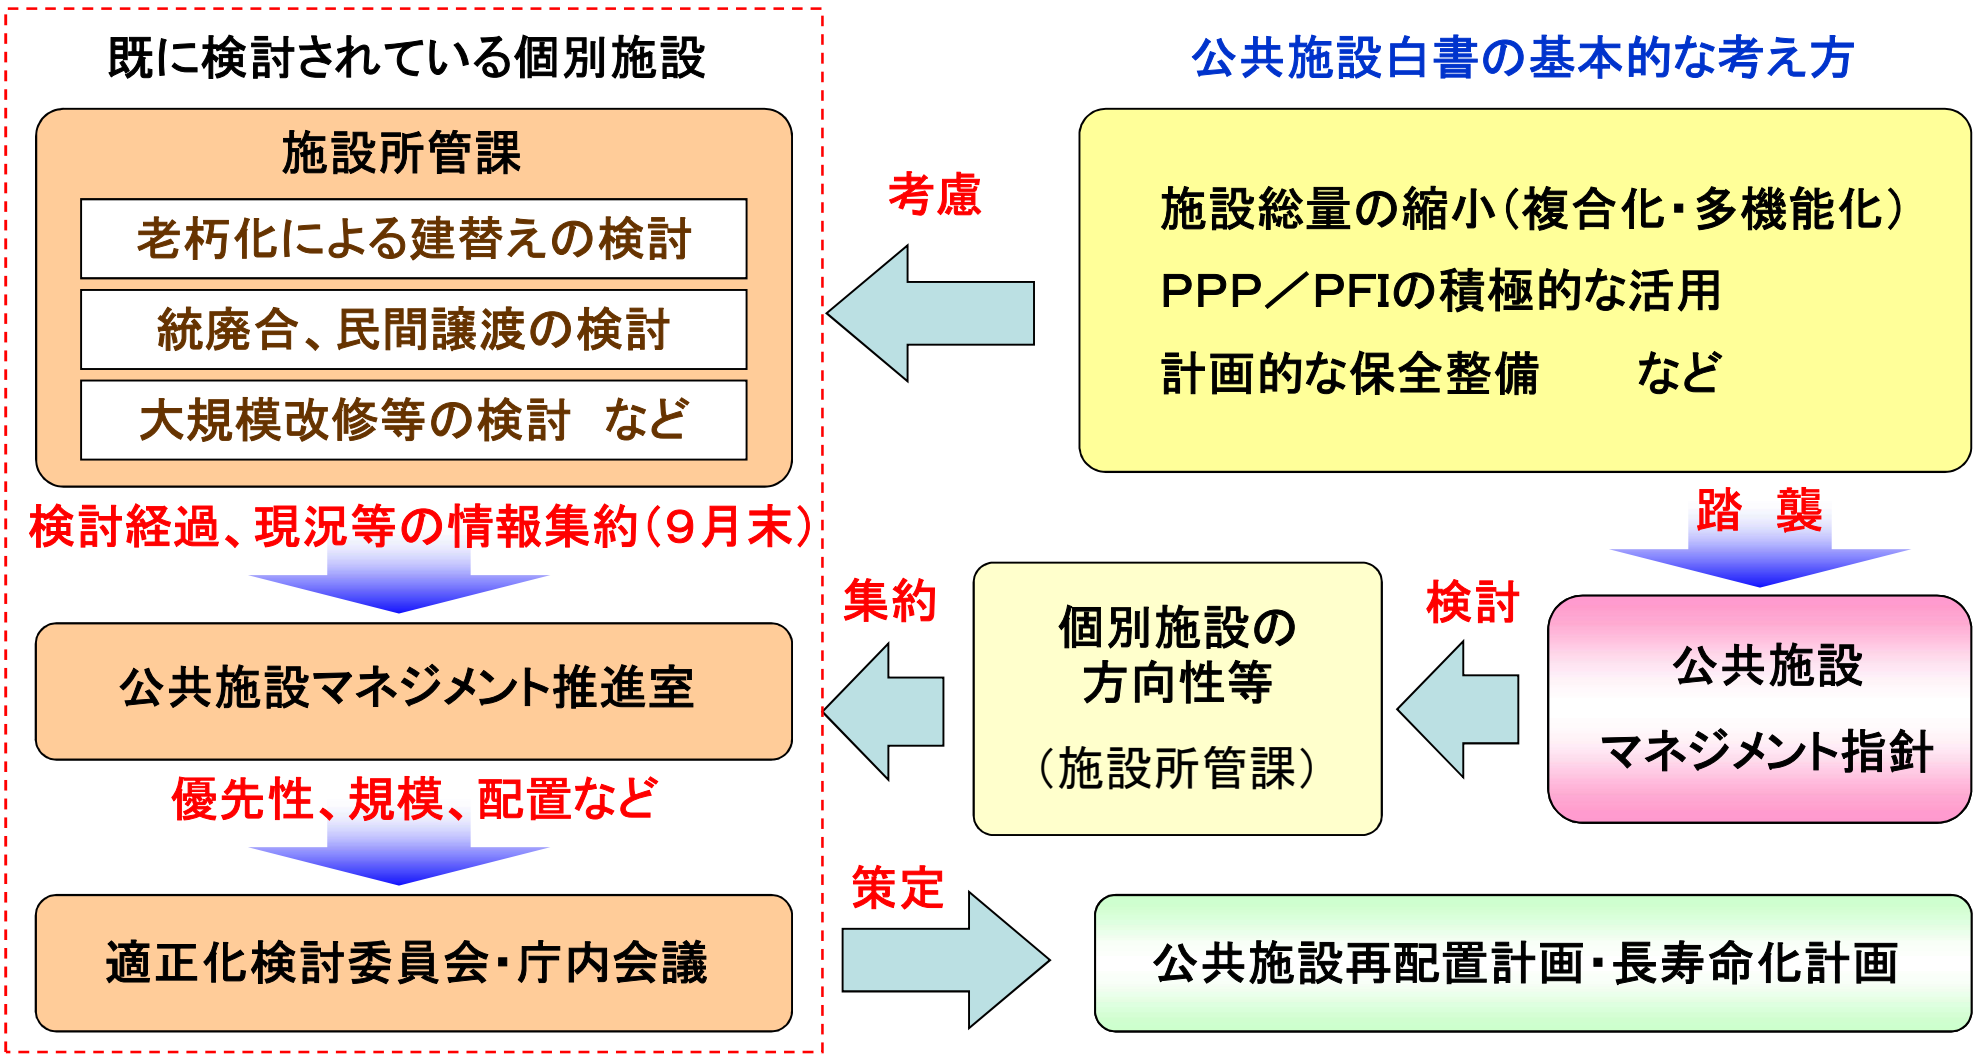 既に検討されている個別施設
施設所管課
老朽化による建替えの検討
統廃合、民間譲渡の検討
大規模改修等の検討　など
検討経過、現況等の情報集約（９月末）
公共施設マネジメント推進室
優先性、規模、配置など
適正化検討委員会・庁内会議
考慮
集約
策定
公共施設白書の基本的な考え方
施設総量の縮小（複合化・多機能化）
ＰＰＰ／ＰＦＩの積極的な活用
計画的な保全整備　　など
踏　襲
公共施設
マネジメント指針
検討
個別施設の
方向性等
（施設所管課）
公共施設再配置計画・長寿命化計画